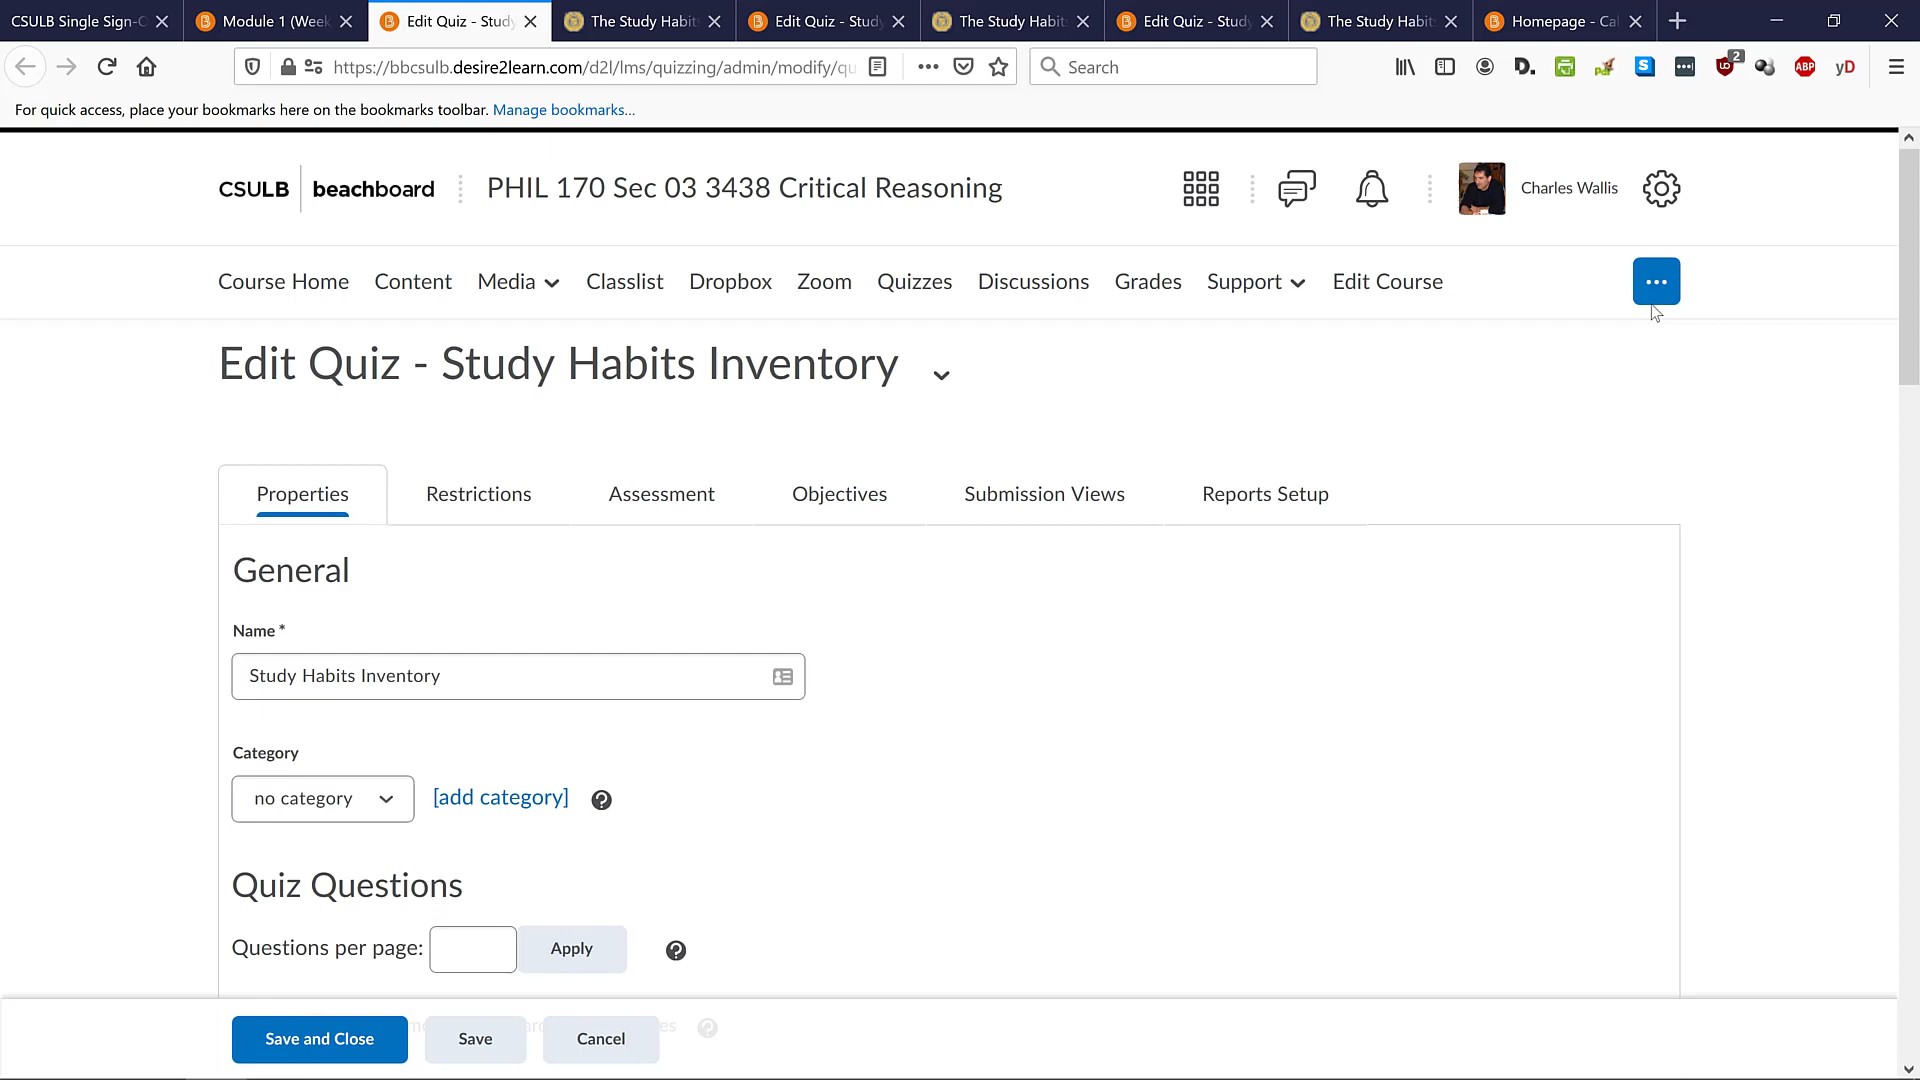 CSULB Single Sign-O
Module 1 (Week
Edit Quiz - Study
The Study Habit
Edit Quiz - Study
The Study Habit
Edit Quiz - Study
The Study Habit
Homepage - Cal
https://bbcsulb.desire2learn.com/d2l/lms/quizzing/admin/modify/qu
Search
D.
S
2
ABP
yD
For quick access, place your bookmarks here on the bookmarks toolbar. Manage bookmarks...
CSULB beachboard PHIL 170 Sec 03 3438 Critical Reasoning
Charles Wallis
Course Home Content Media Classlist Dropbox Zoom Quizzes Discussions Grades Support Edit Course
Edit Quiz - Study Habits Inventory
Properties Restrictions Assessment Objectives Submission Views Reports Setup
General
Name *
Study Habits Inventory
Category
no category [add category]
Quiz Questions
Questions per page: Apply
Save and Close Save Cancel